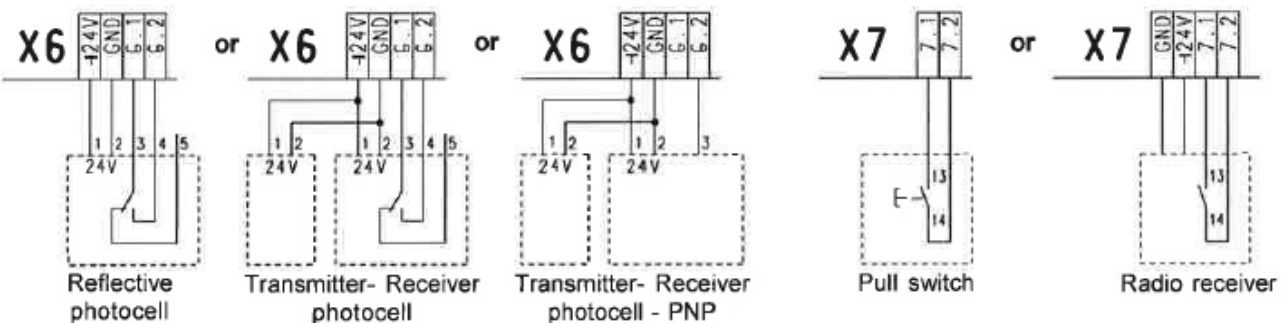 X6 +24V GND 6.1 6.2 or X6 +24V GND 6.1 6.2 or X6 +24V GND 6.1 6.2 X7 7.1 7.2 or X7 GND +24V 7.1 7.2
1 2 3 4 5 1 2 1 2 3 4 5 1 2 1 2 3
24V 24V 24V 24V 24V
13 13
14 14
Reflective Transmitter- Receiver Transmitter- Receiver Pull switch Radio receiver
photocell photocell photocell - PNP